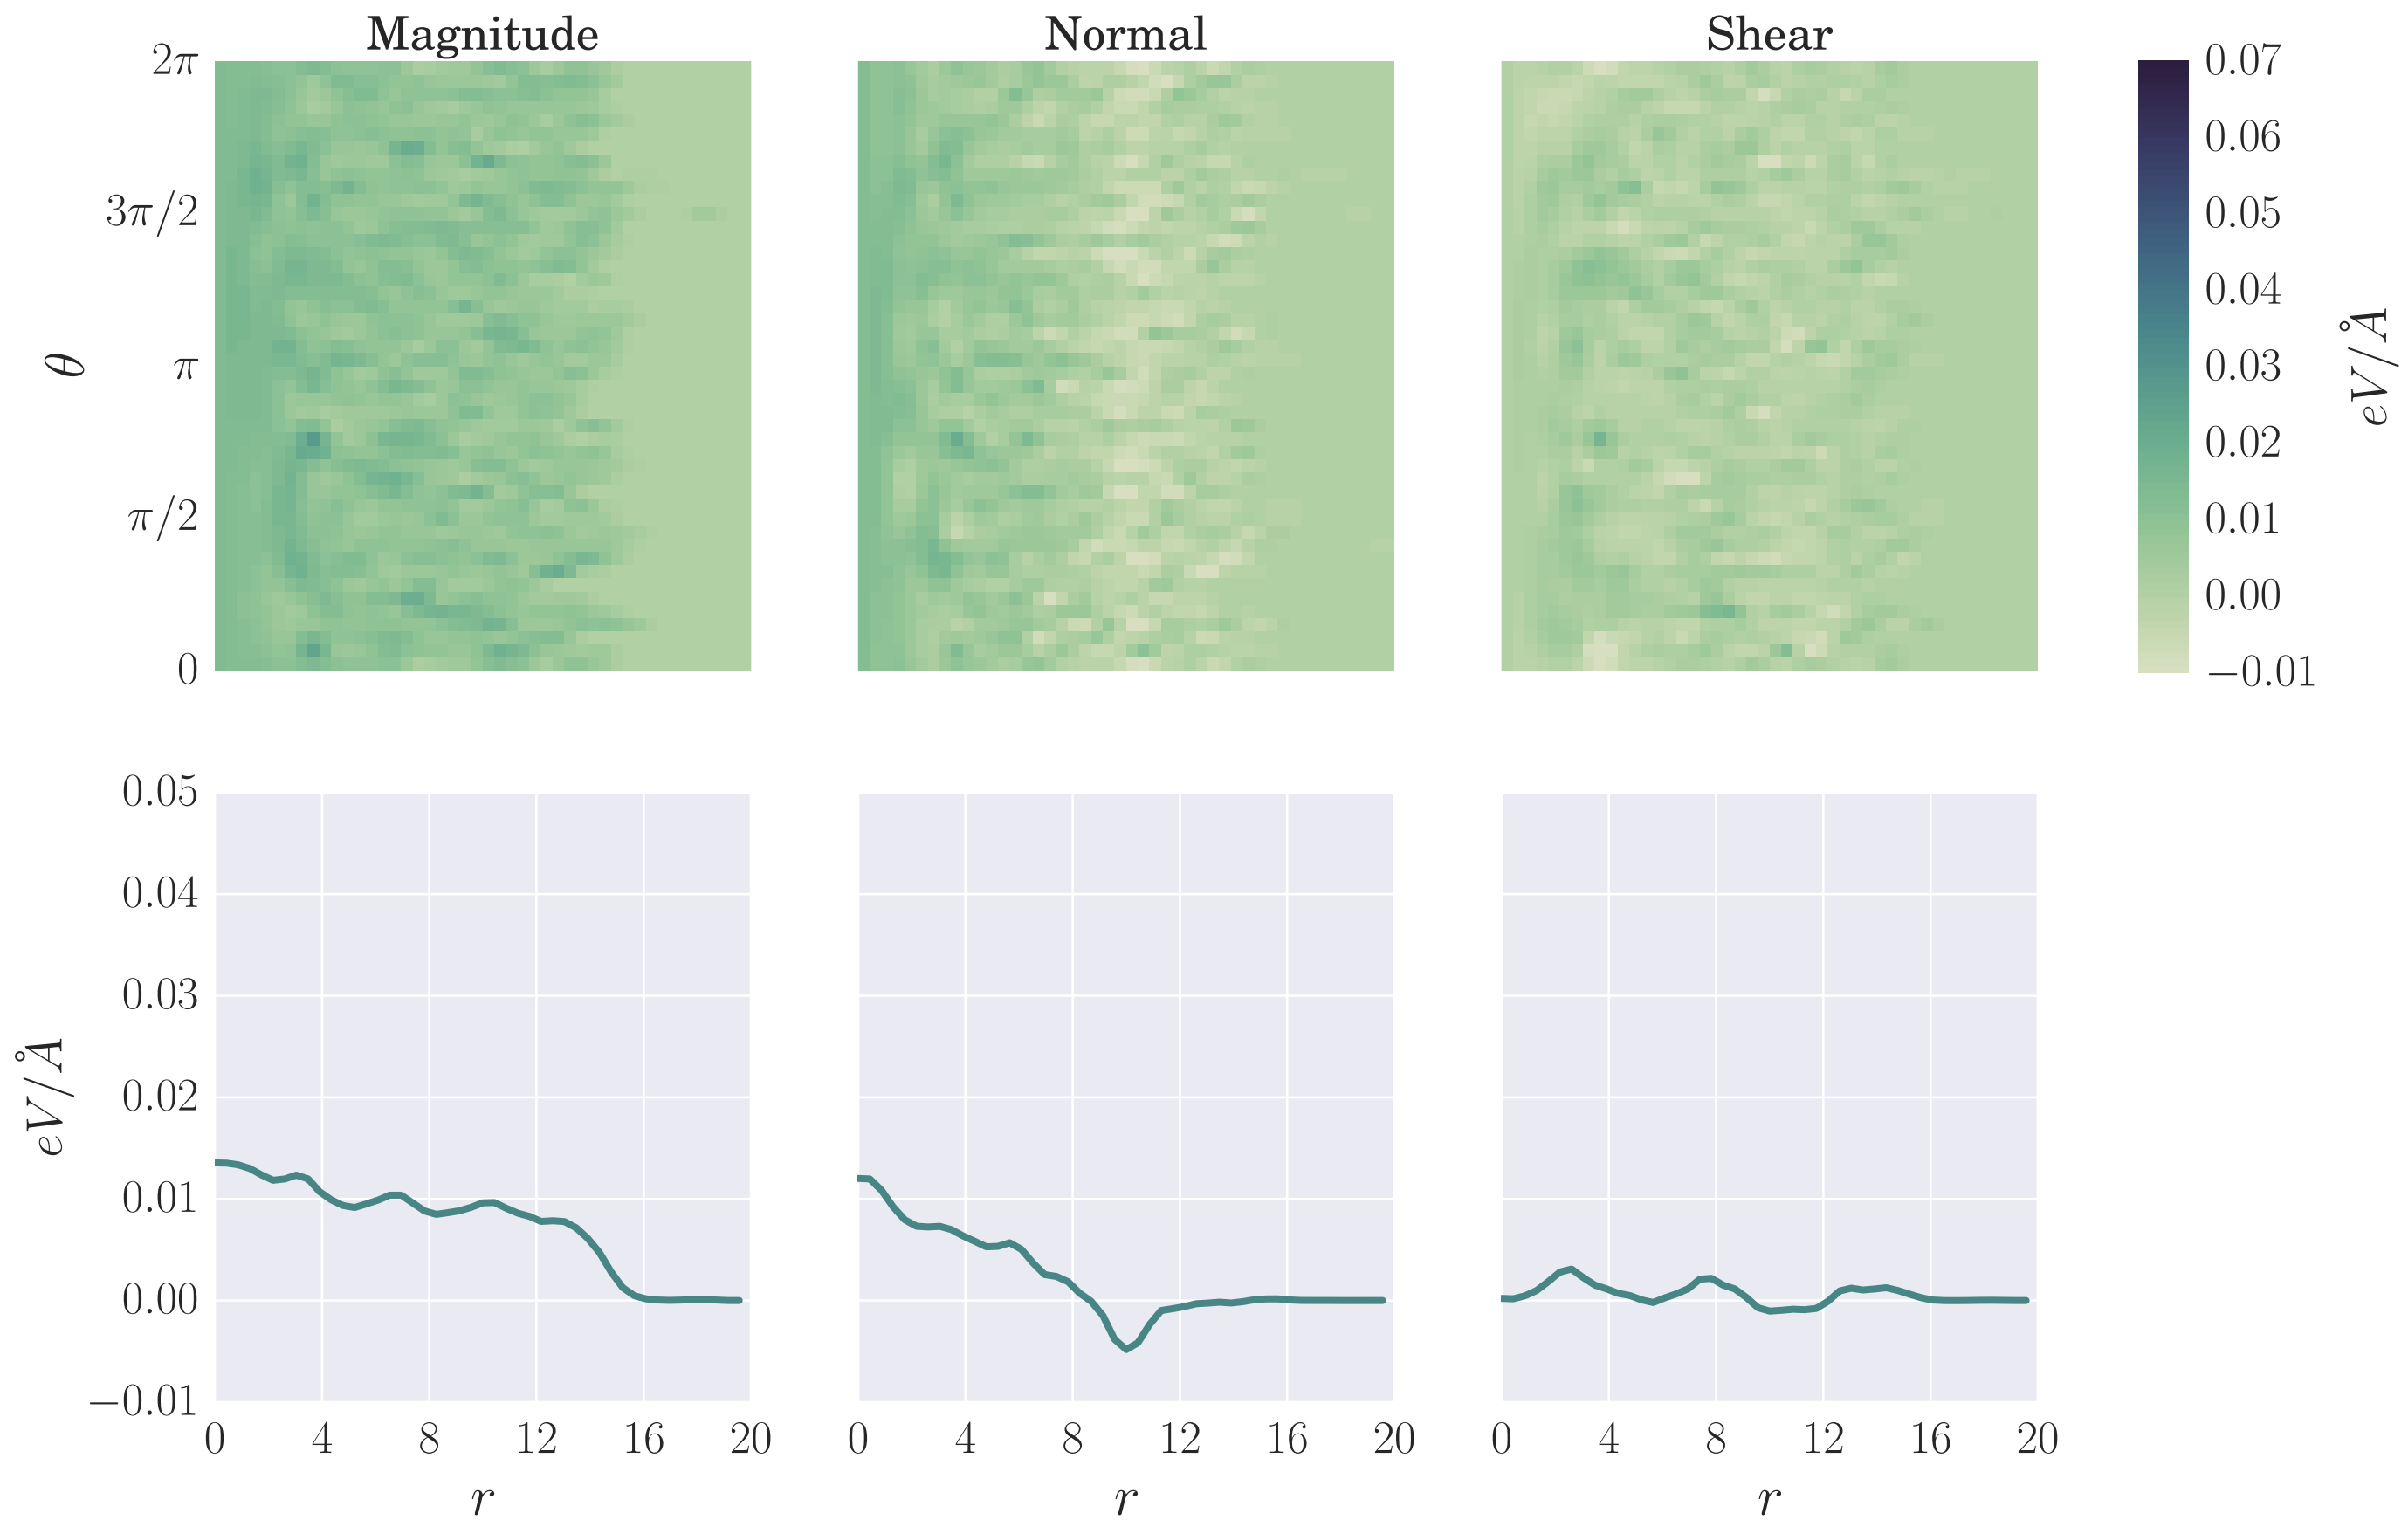 Magnitude Normal Shear
2π
3π/2
π
π/2
0
θ
0.07
0.06
0.05
0.04
0.03
0.02
0.01
0.00
−0.01
eV/Å
0.05
0.04
0.03
0.02
0.01
0.00
−0.01
eV/Å
0 4 8 12 16 20 0 4 8 12 16 20 0 4 8 12 16 20
r r r